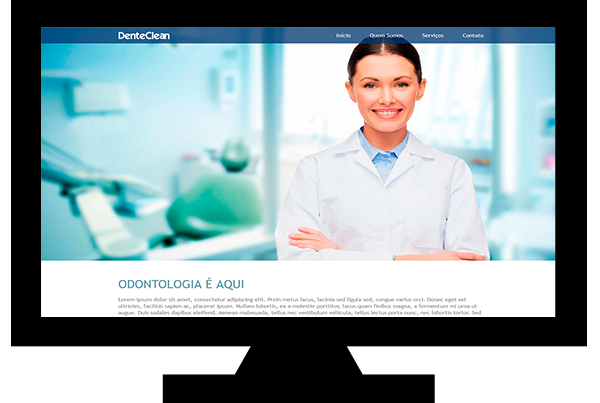 DenteClean
Início Quem Somos Serviços Contato
ODONTOLOGIA É AQUI
Lorem ipsum dolor sit amet, consectetur adipiscing elit. Proin metus lacus, lacinia sed ligula sed, congue varius orci. Donec eget est
ultricies, facilisis sapien ac, placerat ipsum. Nullam lobortis, ex a molestie porttitor, lacus quam finibus magna, a fermentum mi urna ut
augue. Duis sodales dapibus eleifend. Aenean malesuada, tellus nec vestibulum vehicula, tellus lectus porta nunc, nec lobortis tortor. Sed